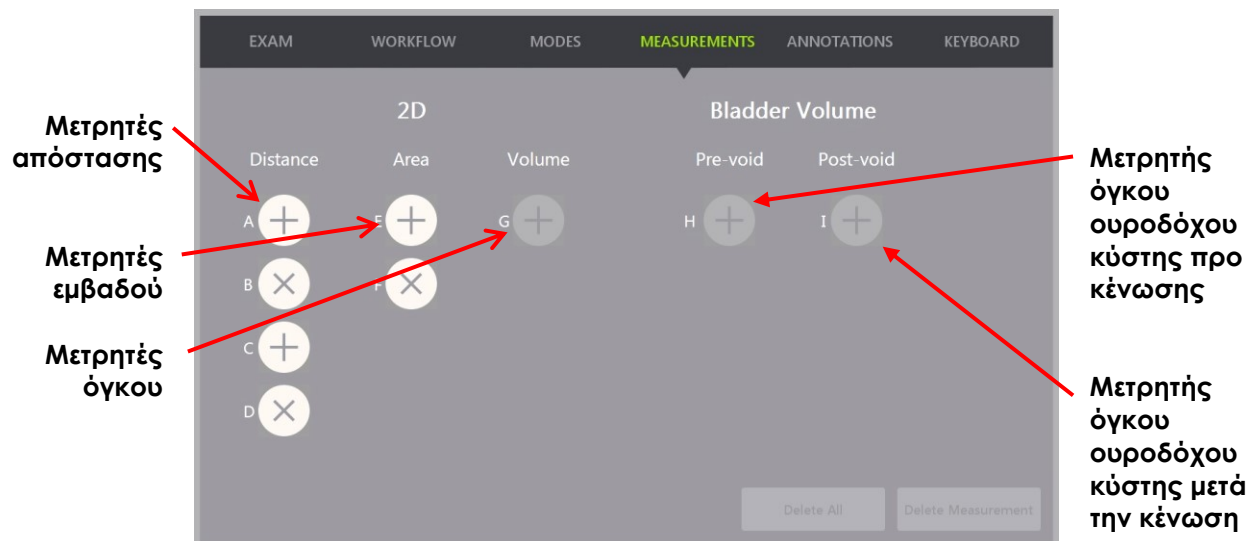 EXAM WORKFLOW MODES MEASUREMENTS ANNOTATIONS KEYBOARD
2D Bladder Volume
Distance Area Volume Pre-void Post-void
A E G H I
B F
C
D
Delete All Delete Measurement
Μετρητές
απόστασης
Μετρητές
εμβαδού
Μετρητές
όγκου
Μετρητής
όγκου
ουροδόχου
κύστης προ
κένωσης
Μετρητής
όγκου
ουροδόχου
κύστης μετά
την κένωση